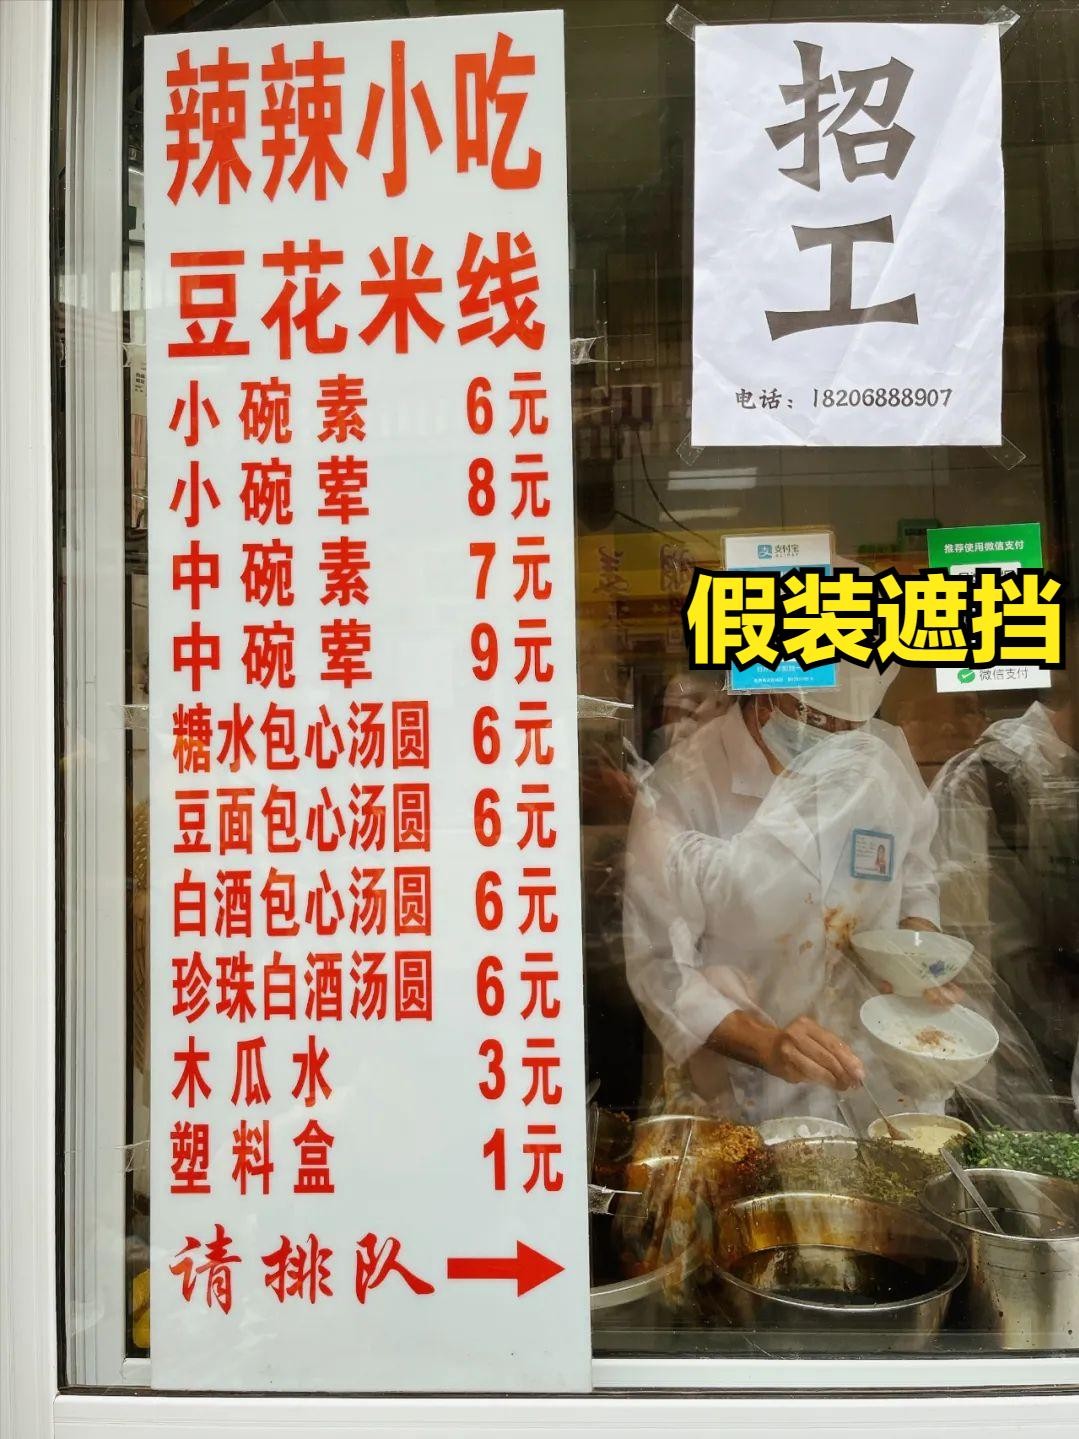 辣辣小吃
豆花米线
小碗素 6元
小碗荤 8元
中碗素 7元
中碗荤 9元
糖水包心汤圆 6元
豆面包心汤圆 6元
白酒包心汤圆 6元
珍珠白酒汤圆 6元
木瓜水 3元
塑料盒 1元
请排队
招
工
电话：18206888907
支付宝
ALIPAY
推荐使用微信支付
假装遮挡
微信支付